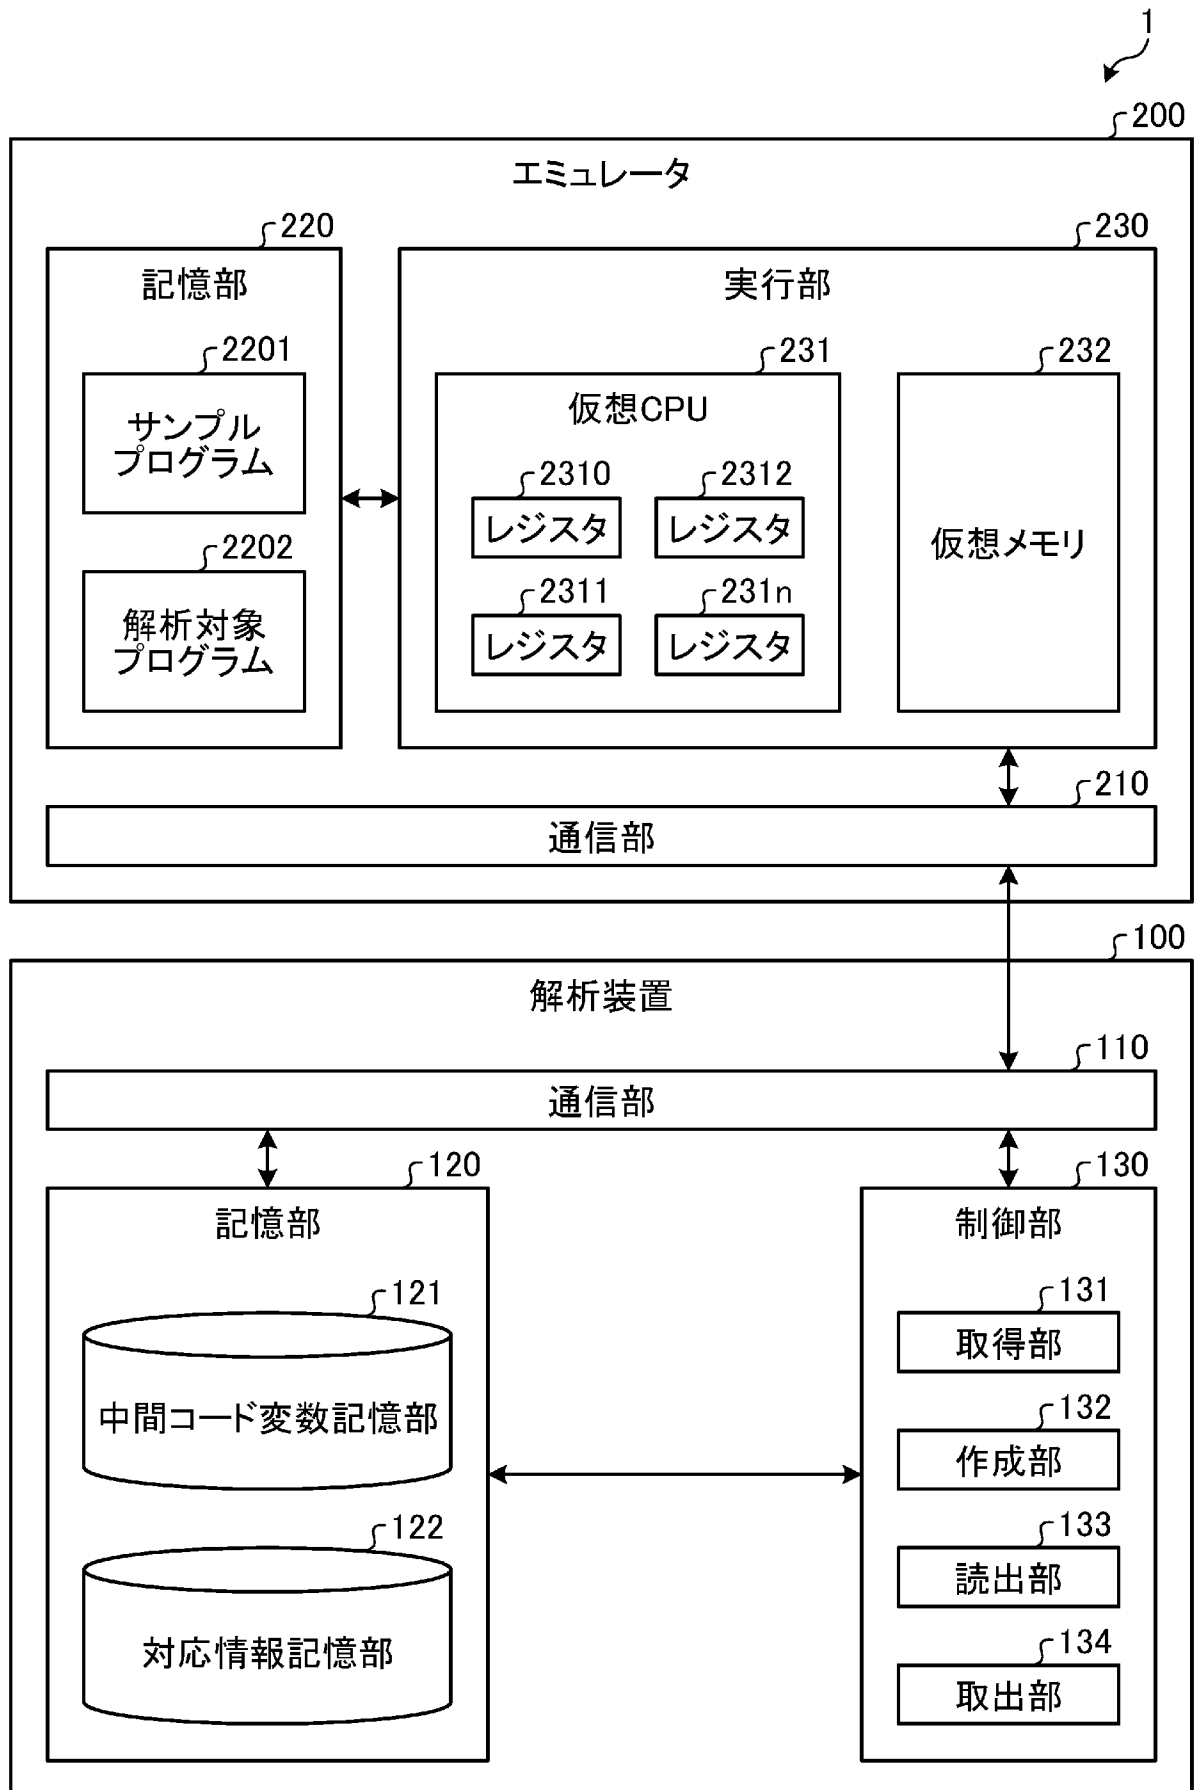 1
200
エミュレータ
220
記憶部
2201
サンプル
プログラム
2202
解析対象
プログラム
230
実行部
231
仮想CPU
2310
レジスタ
2312
レジスタ
2311
レジスタ
231n
レジスタ
232
仮想メモリ
210
通信部
100
解析装置
110
通信部
120
記憶部
121
中間コード変数記憶部
122
対応情報記憶部
130
制御部
131
取得部
132
作成部
133
読出部
134
取出部